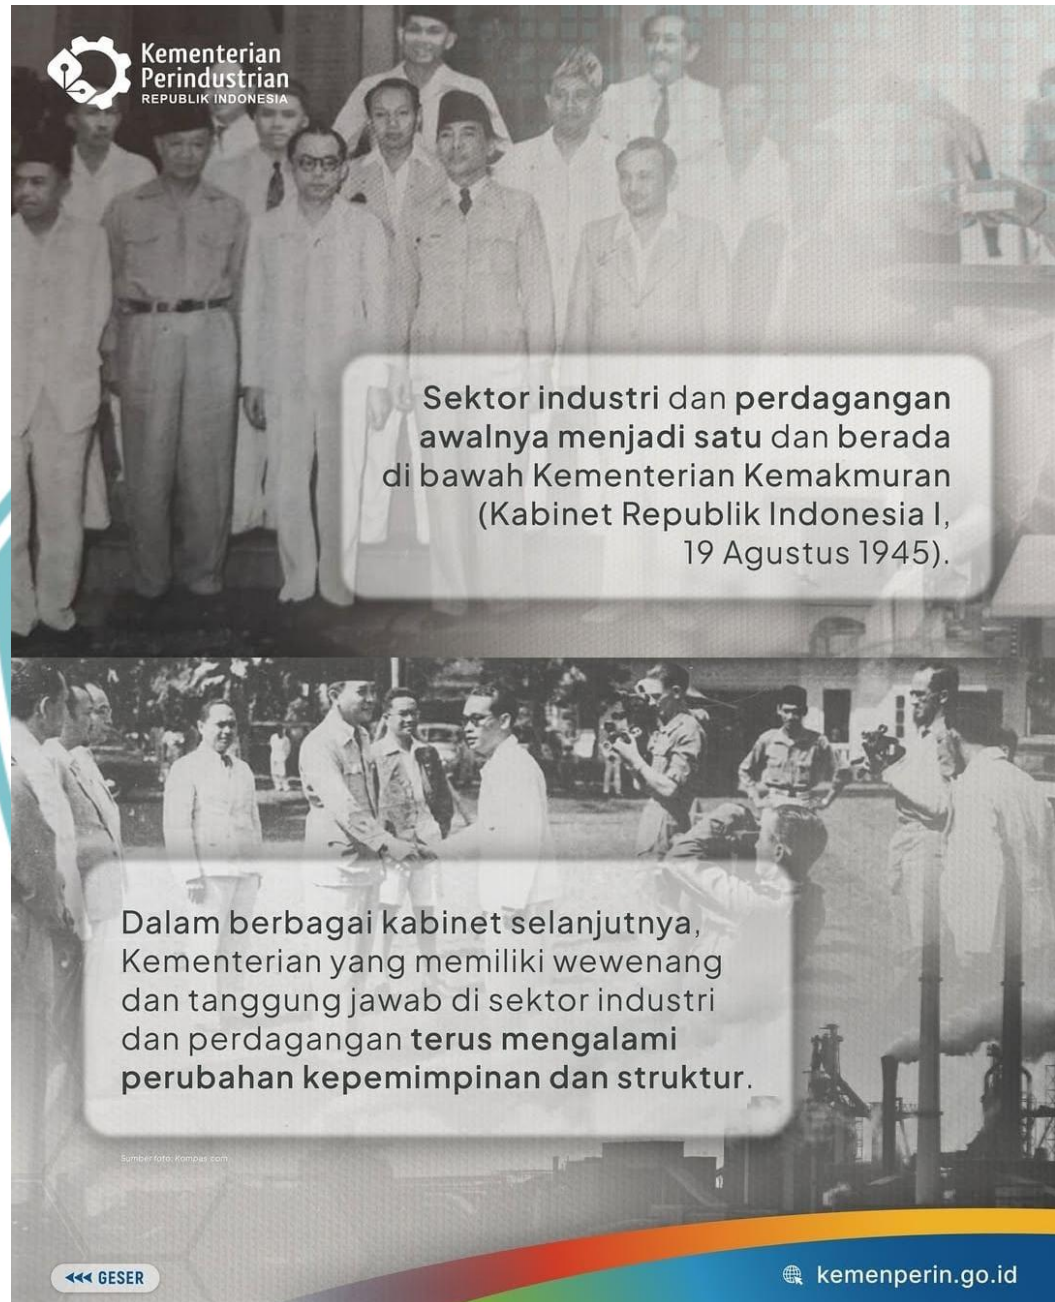 Kementerian
Perindustrian
REPUBLIK INDONESIA
Sektor industri dan perdagangan
awalnya menjadi satu dan berada
di bawah Kementerian Kemakmuran
(Kabinet Republik Indonesia I,
19 Agustus 1945).
Dalam berbagai kabinet selanjutnya,
Kementerian yang memiliki wewenang
dan tanggung jawab di sektor industri
dan perdagangan terus mengalami
perubahan kepemimpinan dan struktur.
Sumber foto: Kompas.com
GESER
kemenperin.go.id